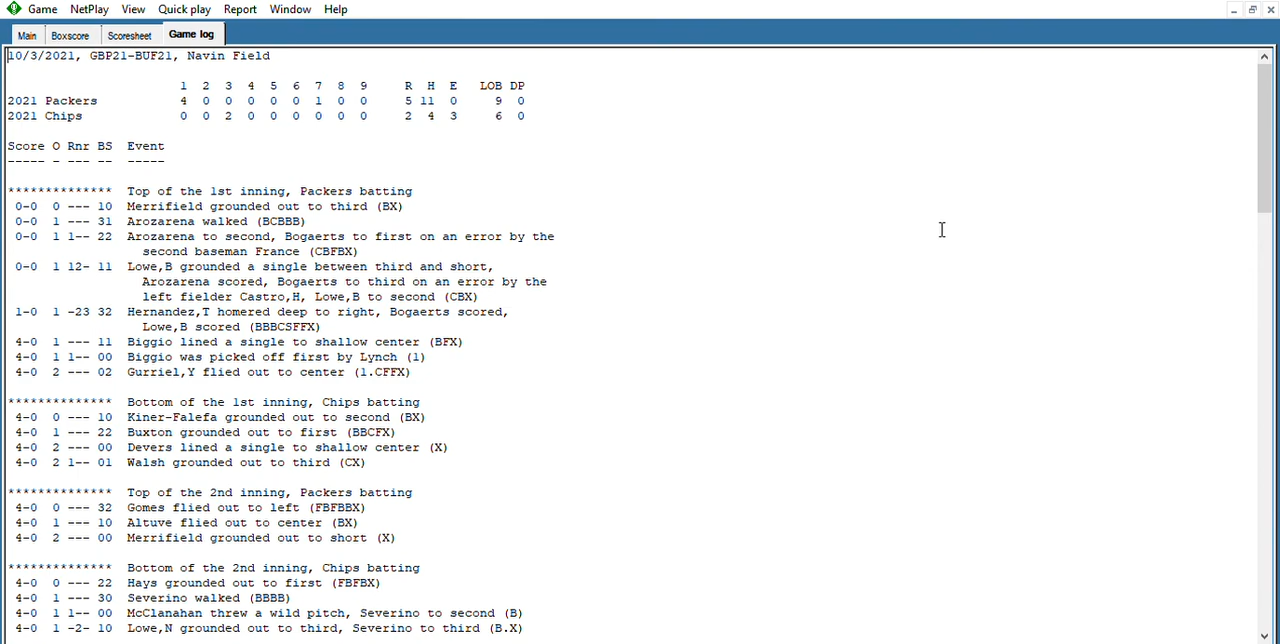 Game NetPlay View Quick play Report Window Help
Main Boxscore Scoresheet Game log
10/3/2021, GBP21-BUF21, Navin Field
1 2 3 4 5 6 7 8 9 R H E LOB DP
2021 Packers 4 0 0 0 0 0 1 0 0 5 11 0 9 0
2021 Chips 0 0 2 0 0 0 0 0 0 2 4 3 6 0
Score O Rnr BS Event
----- - --- -- -----
************** Top of the 1st inning, Packers batting
0-0 0 --- 10 Merrifield grounded out to third (BX)
0-0 1 --- 31 Arozarena walked (BCBBB)
0-0 1 1-- 22 Arozarena to second, Bogaerts to first on an error by the
second baseman France (CBFBX)
0-0 1 12- 11 Lowe,B grounded a single between third and short,
Arozarena scored, Bogaerts to third on an error by the
left fielder Castro,H, Lowe,B to second (CBX)
1-0 1 -23 32 Hernandez,T homered deep to right, Bogaerts scored,
Lowe,B scored (BBBCSFFX)
4-0 1 --- 11 Biggio lined a single to shallow center (BFX)
4-0 1 1-- 00 Biggio was picked off first by Lynch (1)
4-0 2 --- 02 Gurriel,Y flied out to center (1.CFFX)
************** Bottom of the 1st inning, Chips batting
4-0 0 --- 10 Kiner-Falefa grounded out to second (BX)
4-0 1 --- 22 Buxton grounded out to first (BBCFX)
4-0 2 --- 00 Devers lined a single to shallow center (X)
4-0 2 1-- 01 Walsh grounded out to third (CX)
************** Top of the 2nd inning, Packers batting
4-0 0 --- 32 Gomes flied out to left (FBFBBX)
4-0 1 --- 10 Altuve flied out to center (BX)
4-0 2 --- 00 Merrifield grounded out to short (X)
************** Bottom of the 2nd inning, Chips batting
4-0 0 --- 22 Hays grounded out to first (FBFBX)
4-0 1 --- 30 Severino walked (BBBB)
4-0 1 1-- 00 McClanahan threw a wild pitch, Severino to second (B)
4-0 1 -2- 10 Lowe,N grounded out to third, Severino to third (B.X)